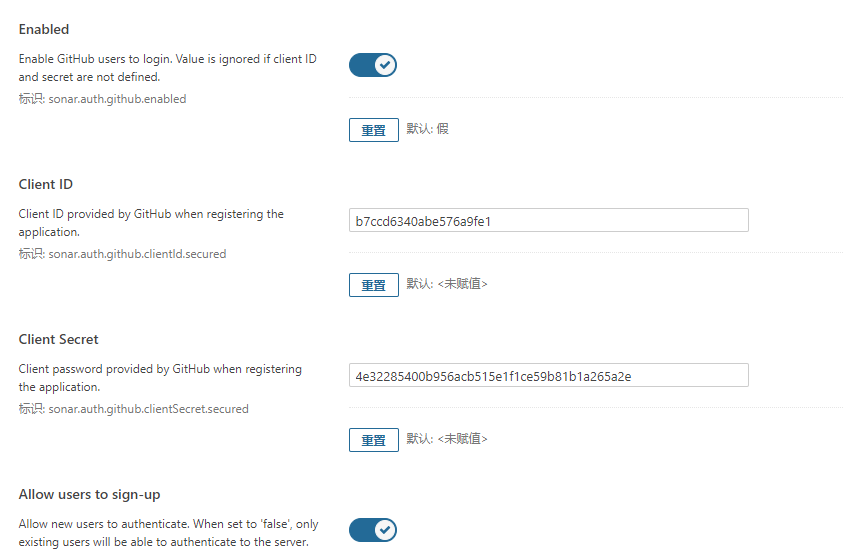 Enabled
Enable GitHub users to login. Value is ignored if client ID
and secret are not defined.
标识: sonar.auth.github.enabled
重置 默认: 假
Client ID
Client ID provided by GitHub when registering the
application.
标识: sonar.auth.github.clientId.secured
b7ccd6340abe576a9fe1
重置 默认: <未赋值>
Client Secret
Client password provided by GitHub when registering
the application.
标识: sonar.auth.github.clientSecret.secured
4e32285400b956acb515e1f1ce59b81b1a265a2e
重置 默认: <未赋值>
Allow users to sign-up
Allow new users to authenticate. When set to 'false', only
existing users will be able to authenticate to the server.